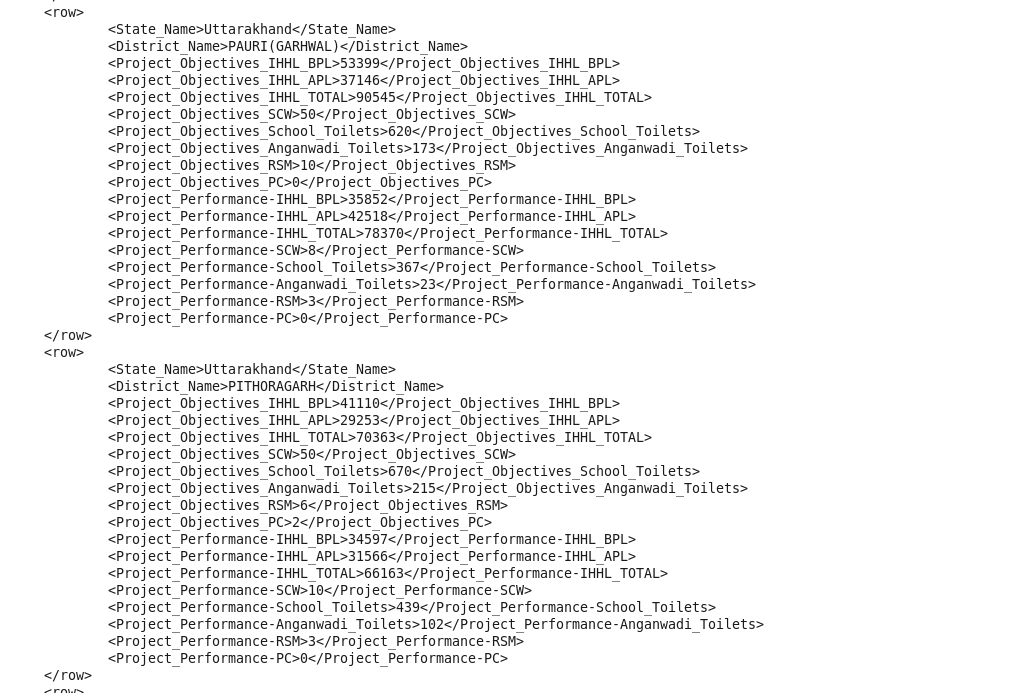 <row>
<State_Name>Uttarakhand</State_Name>
<District_Name>PAURI(GARHWAL)</District_Name>
<Project_Objectives_IHHL_BPL>53399</Project_Objectives_IHHL_BPL>
<Project_Objectives_IHHL_APL>37146</Project_Objectives_IHHL_APL>
<Project_Objectives_IHHL_TOTAL>90545</Project_Objectives_IHHL_TOTAL>
<Project_Objectives_SCW>50</Project_Objectives_SCW>
<Project_Objectives_School_Toilets>620</Project_Objectives_School_Toilets>
<Project_Objectives_Anganwadi_Toilets>173</Project_Objectives_Anganwadi_Toilets>
<Project_Objectives_RSM>10</Project_Objectives_RSM>
<Project_Objectives_PC>0</Project_Objectives_PC>
<Project_Performance-IHHL_BPL>35852</Project_Performance-IHHL_BPL>
<Project_Performance-IHHL_APL>42518</Project_Performance-IHHL_APL>
<Project_Performance-IHHL_TOTAL>78370</Project_Performance-IHHL_TOTAL>
<Project_Performance-SCW>8</Project_Performance-SCW>
<Project_Performance-School_Toilets>367</Project_Performance-School_Toilets>
<Project_Performance-Anganwadi_Toilets>23</Project_Performance-Anganwadi_Toilets>
<Project_Performance-RSM>3</Project_Performance-RSM>
<Project_Performance-PC>0</Project_Performance-PC>
</row>
<row>
<State_Name>Uttarakhand</State_Name>
<District_Name>PITHORAGARH</District_Name>
<Project_Objectives_IHHL_BPL>41110</Project_Objectives_IHHL_BPL>
<Project_Objectives_IHHL_APL>29253</Project_Objectives_IHHL_APL>
<Project_Objectives_IHHL_TOTAL>70363</Project_Objectives_IHHL_TOTAL>
<Project_Objectives_SCW>50</Project_Objectives_SCW>
<Project_Objectives_School_Toilets>670</Project_Objectives_School_Toilets>
<Project_Objectives_Anganwadi_Toilets>215</Project_Objectives_Anganwadi_Toilets>
<Project_Objectives_RSM>6</Project_Objectives_RSM>
<Project_Objectives_PC>2</Project_Objectives_PC>
<Project_Performance-IHHL_BPL>34597</Project_Performance-IHHL_BPL>
<Project_Performance-IHHL_APL>31566</Project_Performance-IHHL_APL>
<Project_Performance-IHHL_TOTAL>66163</Project_Performance-IHHL_TOTAL>
<Project_Performance-SCW>10</Project_Performance-SCW>
<Project_Performance-School_Toilets>439</Project_Performance-School_Toilets>
<Project_Performance-Anganwadi_Toilets>102</Project_Performance-Anganwadi_Toilets>
<Project_Performance-RSM>3</Project_Performance-RSM>
<Project_Performance-PC>0</Project_Performance-PC>
</row>
<row>